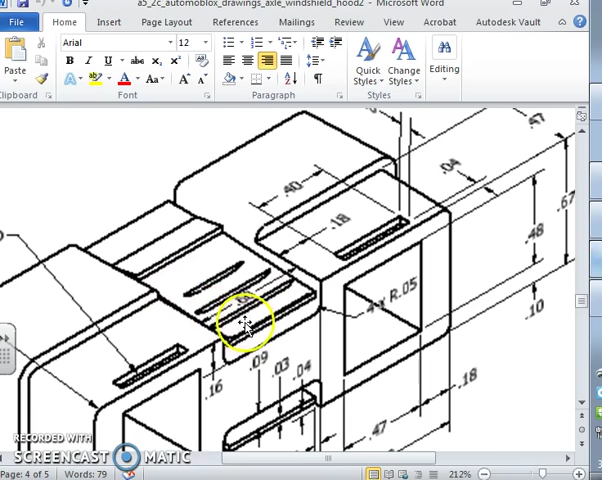 a5_2c_automoblox_drawings_axle_windshield_hood2 - Microsoft Word
File Home Insert Page Layout References Mailings View Acrobat Autodesk Vault
Arial 12
Paste
Quick Styles Change Styles Editing
Clipboard Font Paragraph Styles
.47
.04
.67
.40
.18
.48
4x R.05
.10
.09
.03
.04
.16
.18
.47
RECORDED WITH
SCREENCAST MATIC
Page: 4 of 5 Words: 79 212%